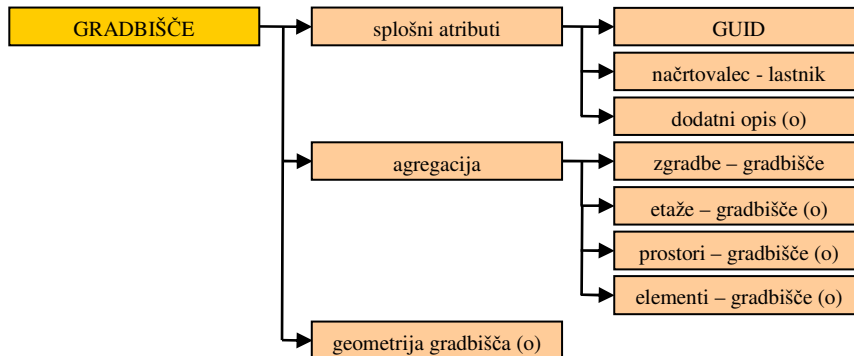 GRADBIŠČE
splošni atributi
GUID
načrtovalec - lastnik
dodatni opis (o)
agregacija
zgradbe – gradbišče
etaže – gradbišče (o)
prostori – gradbišče (o)
elementi – gradbišče (o)
geometrija gradbišča (o)